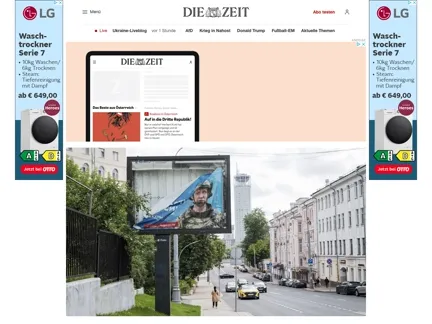 LG
Wasch-
trockner
Serie 7
• 10kg Waschen/
6kg Trocknen
• Steam:
Tiefenreinigung
mit Dampf
ab € 649,00
Heroes
A
D
Jetzt bei OTTO
Menü
DIE ZEIT
Abo testen
Live
Ukraine-Liveblog
vor 1 Stunde
AfD
Krieg in Nahost
Donald Trump
Fußball-EM
Aktuelle Themen
DIE ZEIT
Das Beste aus Österreich
Auf in die Dritte Republik!
LG
Wasch-
trockner
Serie 7
• 10kg Waschen/
6kg Trocknen
• Steam:
Tiefenreinigung
mit Dampf
ab € 649,00
Heroes
A
D
Jetzt bei OTTO